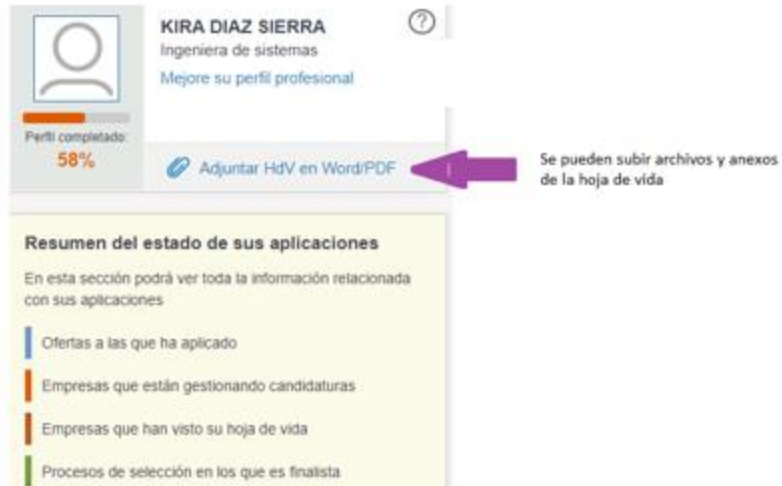 KIRA DIAZ SIERRA
?
Ingeniera de sistemas
Mejore su perfil profesional
Perfil completado:
58%
Adjuntar HdV en Word/PDF
Se pueden subir archivos y anexos
de la hoja de vida
Resumen del estado de sus aplicaciones
En esta sección podrá ver toda la información relacionada
con sus aplicaciones
Ofertas a las que ha aplicado
Empresas que están gestionando candidaturas
Empresas que han visto su hoja de vida
Procesos de selección en los que es finalista